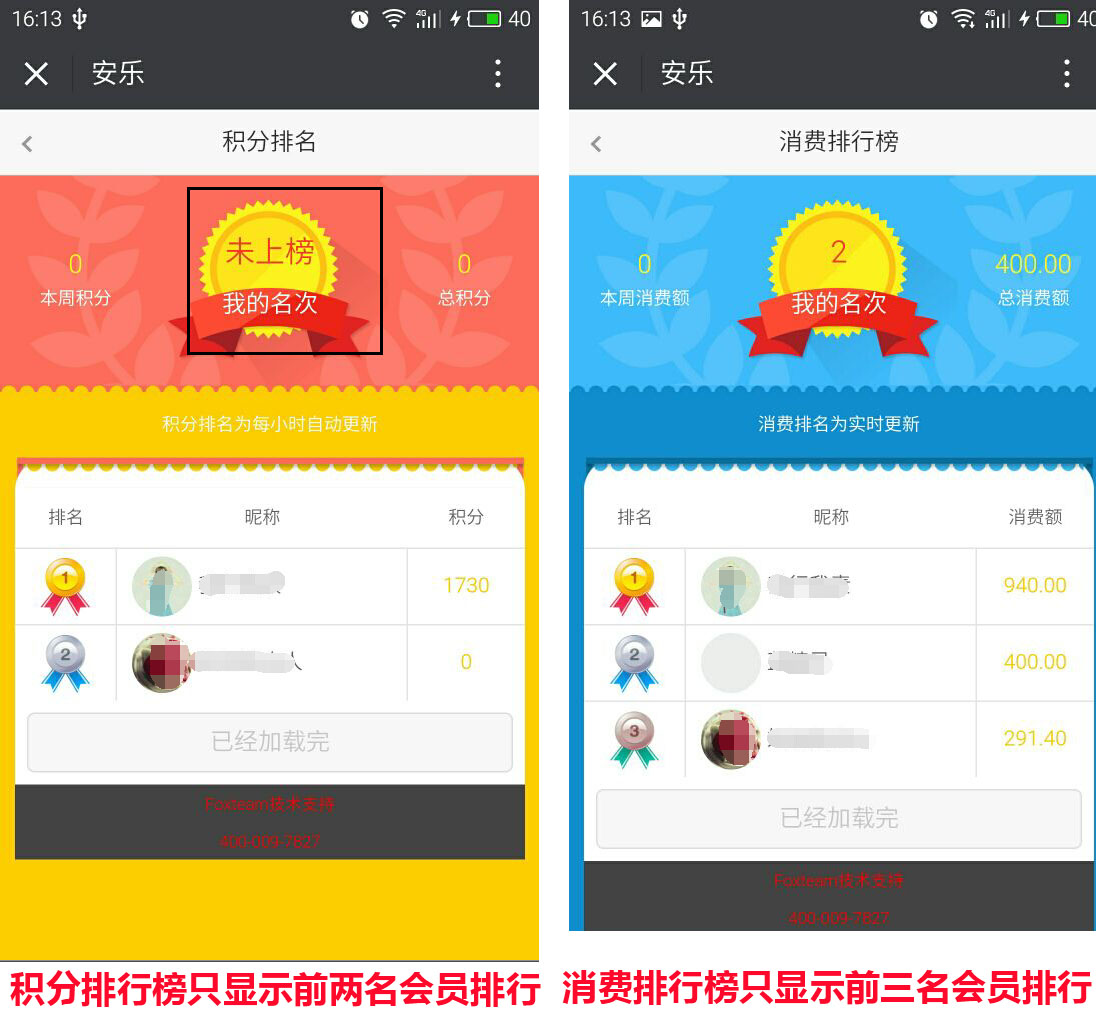 16:13
4G
40
安乐
积分排名
0
本周积分
未上榜
我的名次
0
总积分
积分排名为每小时自动更新
排名 昵称 积分
1 1730
2 人 0
已经加载完
Foxteam技术支持
400-009-7827
积分排行榜只显示前两名会员排行
16:13
4G
40
安乐
消费排行榜
0
本周消费额
2
我的名次
400.00
总消费额
消费排名为实时更新
排名 昵称 消费额
1 940.00
2 400.00
3 291.40
已经加载完
Foxteam技术支持
400-009-7827
消费排行榜只显示前三名会员排行